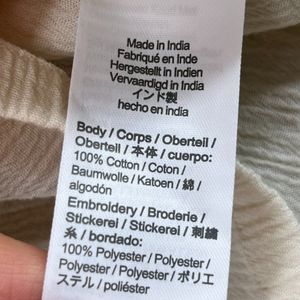 Made in India
Fabriqué en Inde
Hergestellt in Indien
Vervaardigd in India
インド製
hecho en india
Body / Corps / Oberteil /
Oberteil / 本体 / cuerpo:
100% Cotton / Coton /
Baumwolle / Katoen / 綿 /
algodón
Embroidery / Broderie /
Stickerei / Stickerei / 刺繍
糸 / bordado:
100% Polyester / Polyester /
Polyester / Polyester / ポリエ
ステル / poliéster